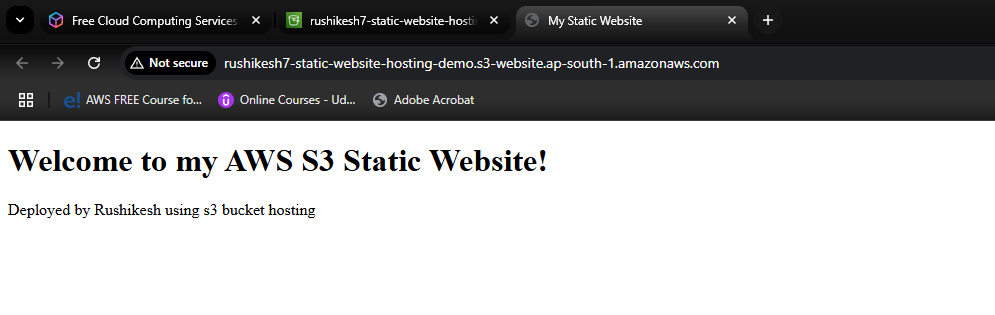 Free Cloud Computing Services
rushikesh7-static-website-hosti
My Static Website
Not secure
rushikesh7-static-website-hosting-demo.s3-website.ap-south-1.amazonaws.com
e! AWS FREE Course fo...
Online Courses - Ud...
Adobe Acrobat
Welcome to my AWS S3 Static Website!
Deployed by Rushikesh using s3 bucket hosting